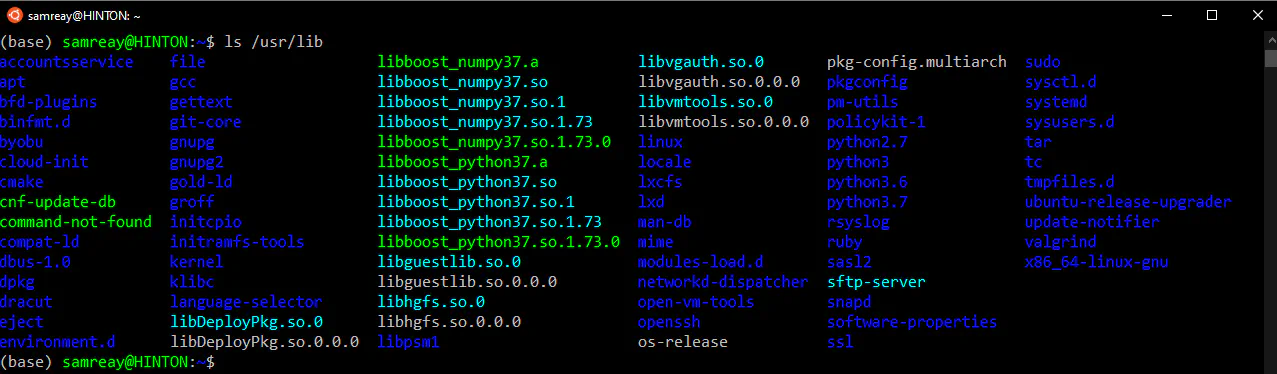 samreay@HINTON: ~
(base) samreay@HINTON:~$ ls /usr/lib
accountsservice file libboost_numpy37.a libvgauth.so.0 pkg-config.multiarch sudo
apt gcc libboost_numpy37.so libvgauth.so.0.0.0 pkgconfig sysctl.d
bfd-plugins gettext libboost_numpy37.so.1 libvmtools.so.0 pm-utils systemd
binfmt.d git-core libboost_numpy37.so.1.73 libvmtools.so.0.0.0 policykit-1 sysusers.d
byobu gnupg libboost_numpy37.so.1.73.0 linux python2.7 tar
cloud-init gnupg2 libboost_python37.a locale python3 tc
cmake gold-ld libboost_python37.so lxcfs python3.6 tmpfiles.d
cnf-update-db groff libboost_python37.so.1 lxd python3.7 ubuntu-release-upgrader
command-not-found initcpio libboost_python37.so.1.73 man-db rsyslog update-notifier
compat-ld initramfs-tools libboost_python37.so.1.73.0 mime ruby valgrind
dbus-1.0 kernel libguestlib.so.0 modules-load.d sasl2 x86_64-linux-gnu
dpkg klibc libguestlib.so.0.0.0 networkd-dispatcher sftp-server
dracut language-selector libhgfs.so.0 open-vm-tools snapd
eject libDeployPkg.so.0 libhgfs.so.0.0.0 openssh software-properties
environment.d libDeployPkg.so.0.0.0 libpsm1 os-release ssl
(base) samreay@HINTON:~$